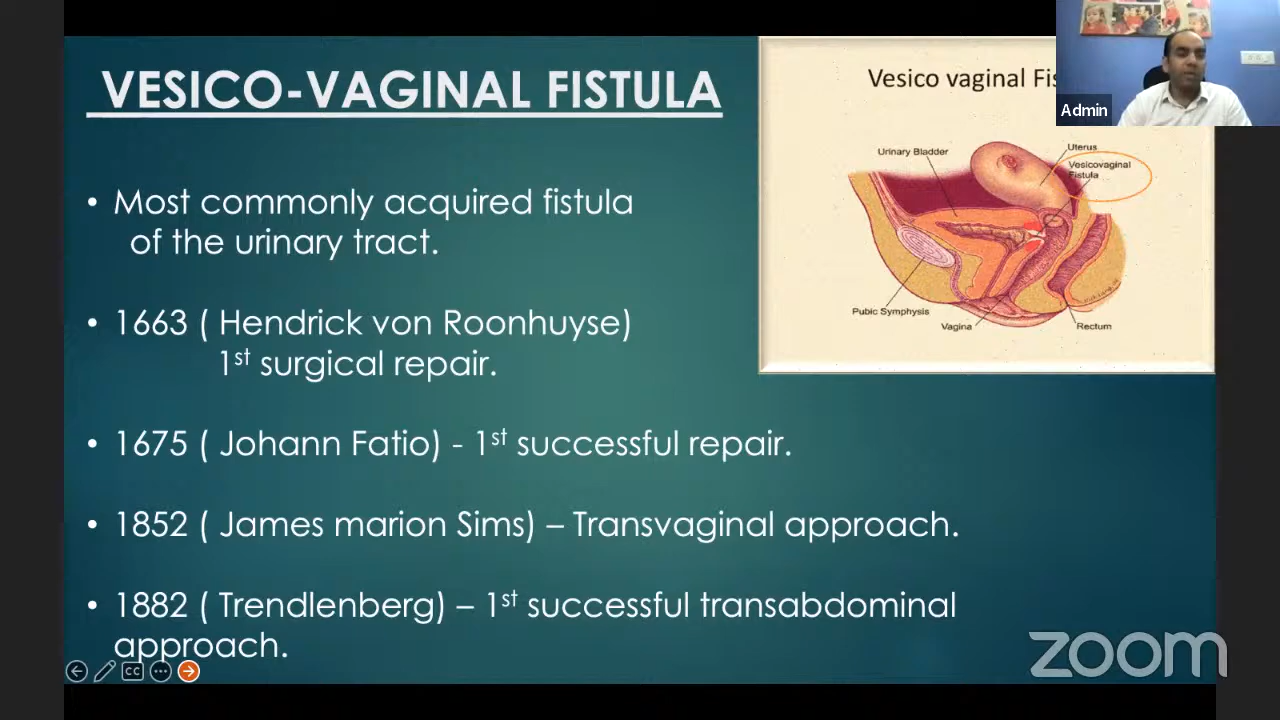 VESICO-VAGINAL FISTULA
• Most commonly acquired fistula
of the urinary tract.
• 1663 ( Hendrick von Roonhuyse)
1st surgical repair.
• 1675 ( Johann Fatio) - 1st successful repair.
• 1852 ( James marion Sims) – Transvaginal approach.
• 1882 ( Trendlenberg) – 1st successful transabdominal
approach.
Vesico vaginal Fis
Urinary Bladder
Uterus
Vesicovaginal
Fistula
Pubic Symphysis
Vagina
Rectum
Admin
CC
zoom